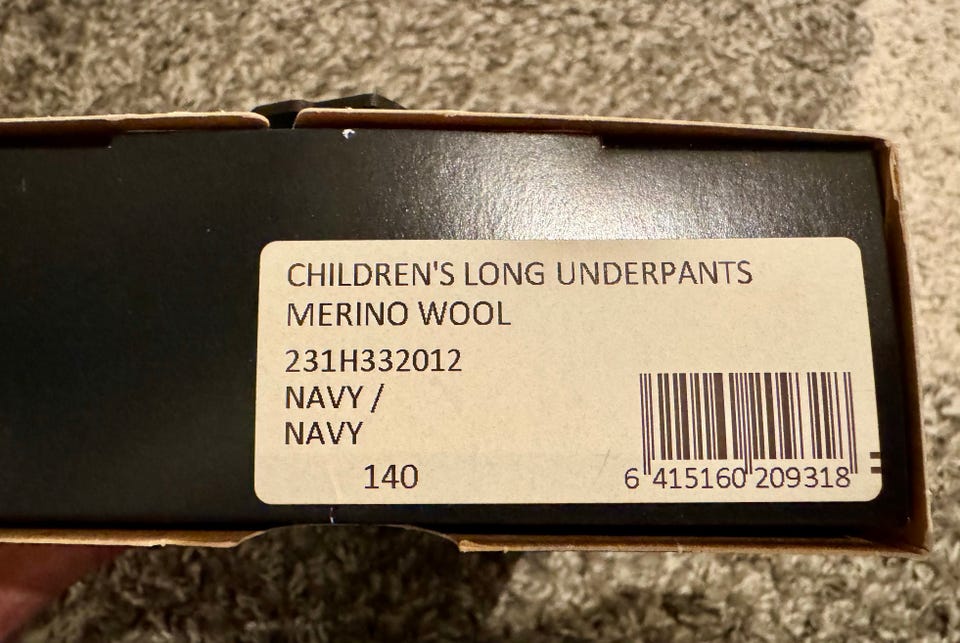 CHILDREN'S LONG UNDERPANTS
MERINO WOOL
231H332012
NAVY /
NAVY
140
6 415160 209318